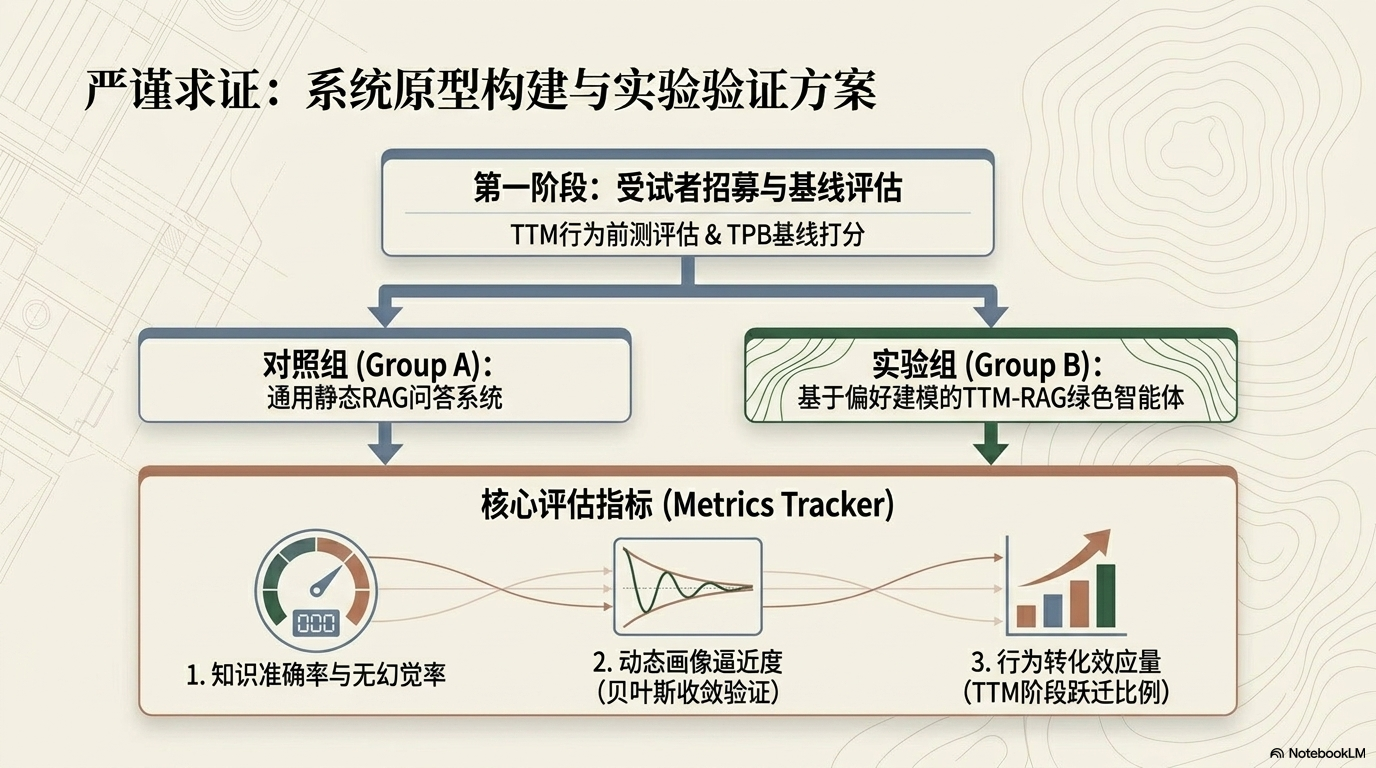 严谨求证：系统原型构建与实验验证方案
第一阶段：受试者招募与基线评估
TTM行为前测评估 & TPB基线打分
对照组 (Group A)：
通用静态RAG问答系统
实验组 (Group B)：
基于偏好建模的TTM-RAG绿色智能体
核心评估指标 (Metrics Tracker)
000
1. 知识准确率与无幻觉率
2. 动态画像逼近度
（贝叶斯收敛验证）
3. 行为转化效应量
（TTM阶段跃迁比例）
NotebookLM